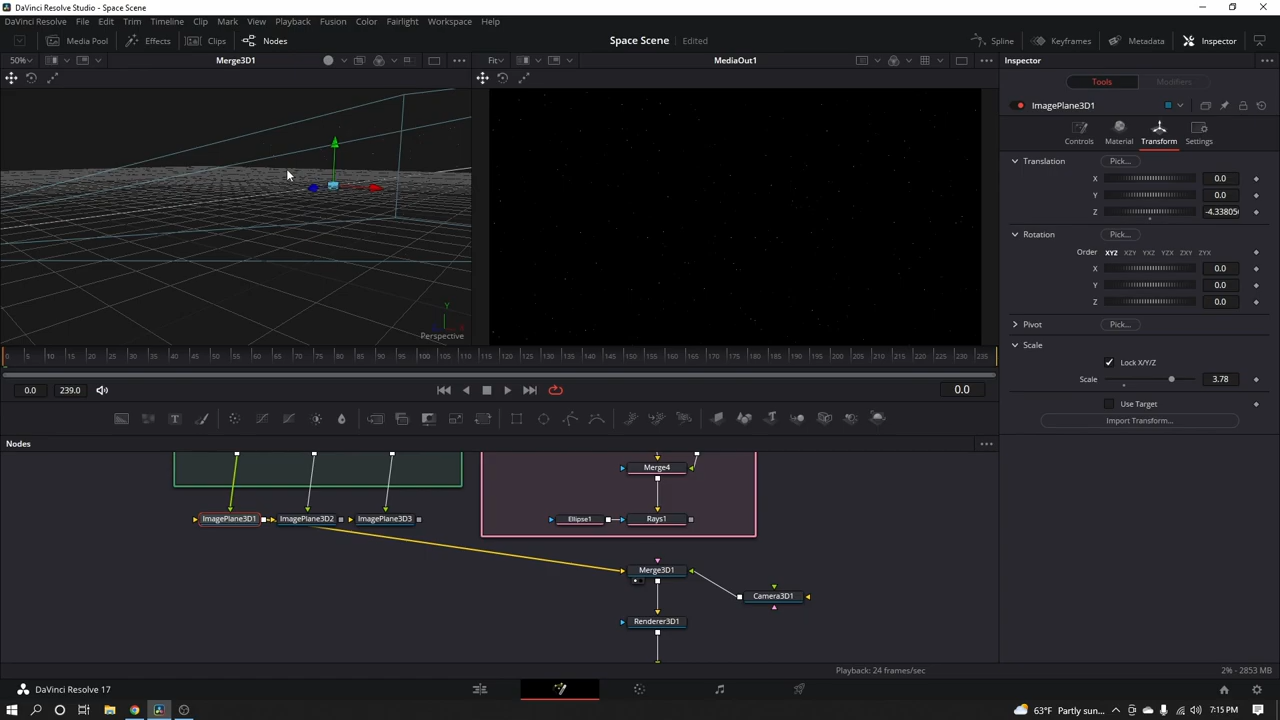 DaVinci Resolve Studio - Space Scene
DaVinci Resolve File Edit Trim Timeline Clip Mark View Playback Fusion Color Fairlight Workspace Help
Media Pool Effects Clips Nodes Space Scene Edited Spline Keyframes Metadata Inspector
50% Merge3D1 Fit MediaOut1 Inspector
Tools Modifiers
ImagePlane3D1
Controls Material Transform Settings
Translation Pick...
X 0.0
Y 0.0
Z -4.33805
Rotation Pick...
Order XYZ XZY YXZ YZX ZXY ZYX
X 0.0
Y 0.0
Z 0.0
Pivot Pick...
Scale
Lock X/Y/Z
Scale 3.78
Use Target
Import Transform...
Y
Perspective
0 5 10 15 20 25 30 35 40 45 50 55 60 65 70 75 80 85 90 95 100 105 110 115 120 125 130 135 140 145 150 155 160 165 170 175 180 185 190 195 200 205 210 215 220 225 230 235
0.0 239.0 0.0
T
Nodes
Merge4
ImagePlane3D1 ImagePlane3D2 ImagePlane3D3 Ellipse1 Rays1
Merge3D1
Camera3D1
Renderer3D1
Playback: 24 frames/sec 2% - 2853 MB
DaVinci Resolve 17
63°F Partly sun... 7:15 PM